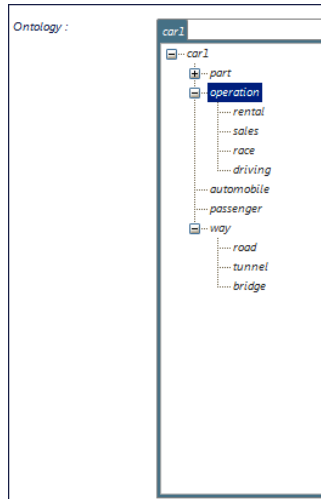 Ontology :
car1
car1
part
operation
rental
sales
race
driving
automobile
passenger
way
road
tunnel
bridge